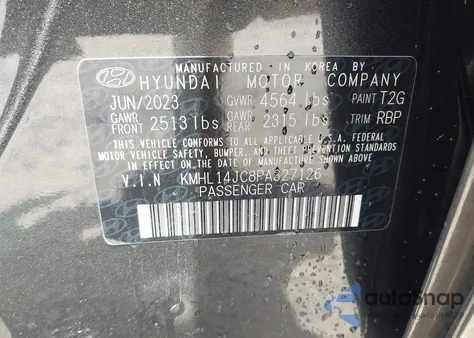 MANUFACTURED IN KOREA BY
HYUNDAI MOTOR COMPANY
JUN/2023 GVWR 4564 lbs PAINT T2G
GAWR FRONT 2513 lbs GAWR REAR 2315 lbs TRIM RBP
THIS VEHICLE CONFORMS TO ALL APPLICABLE U.S.A. FEDERAL
MOTOR VEHICLE SAFETY, BUMPER, AND THEFT PREVENTION
STANDARDS IN EFFECT ON THE DATE OF MANUFACTURE SHOWN ABOVE.
V.I.N KMHL14JC8PA327126
PASSENGER CAR
autoSnap